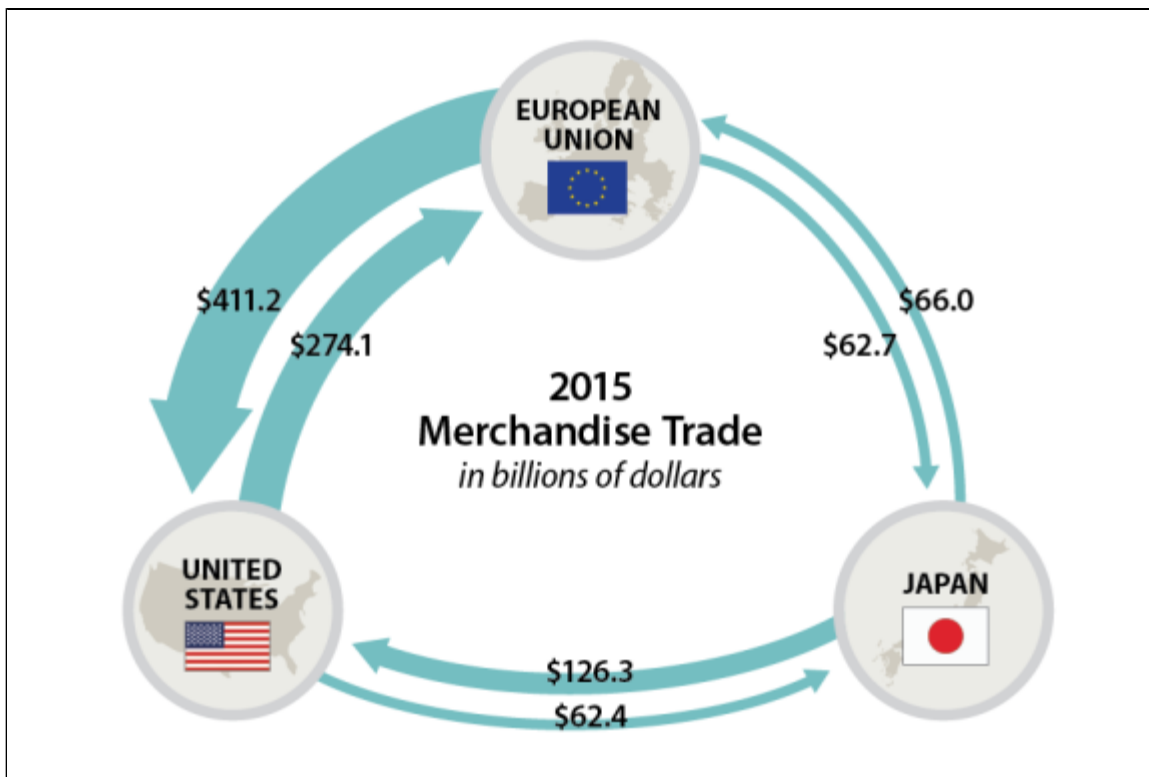 EUROPEAN
UNION
$411.2
$274.1
$66.0
$62.7
2015
Merchandise Trade
in billions of dollars
UNITED
STATES
JAPAN
$126.3
$62.4